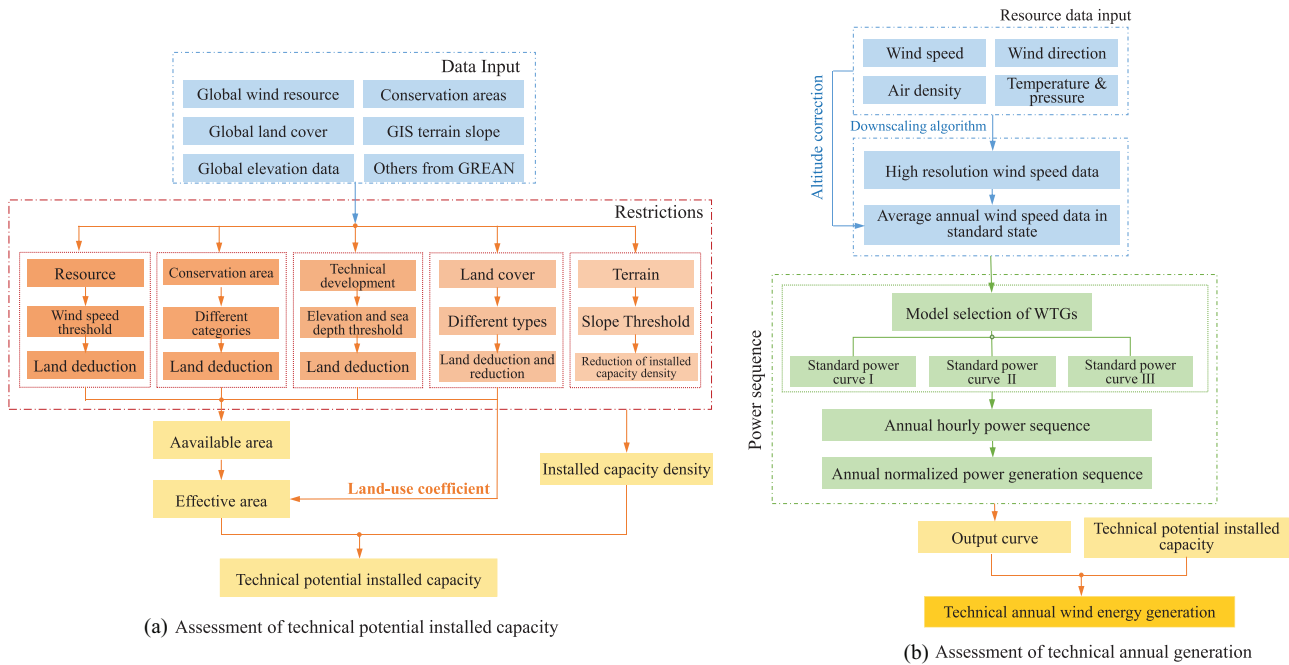 Data Input
Global wind resource
Conservation areas
Global land cover
GIS terrain slope
Global elevation data
Others from GREAN
Restrictions
Resource
Wind speed
threshold
Land deduction
Conservation area
Different
categories
Land deduction
Technical
development
Elevation and sea
depth threshold
Land deduction
Land cover
Different types
Land deduction and
reduction
Terrain
Slope Threshold
Reduction of installed
capacity density
Aavailable area
Effective area
Land-use coefficient
Installed capacity density
Technical potential installed capacity
(a) Assessment of technical potential installed capacity
Resource data input
Wind speed
Wind direction
Air density
Temperature &
pressure
Altitude correction
Downscaling algorithm
High resolution wind speed data
Average annual wind speed data in
standard state
Power sequence
Model selection of WTGs
Standard power
curve I
Standard power
curve II
Standard power
curve III
Annual hourly power sequence
Annual normalized power generation sequence
Output curve
Technical potential installed
capacity
Technical annual wind energy generation
(b) Assessment of technical annual generation